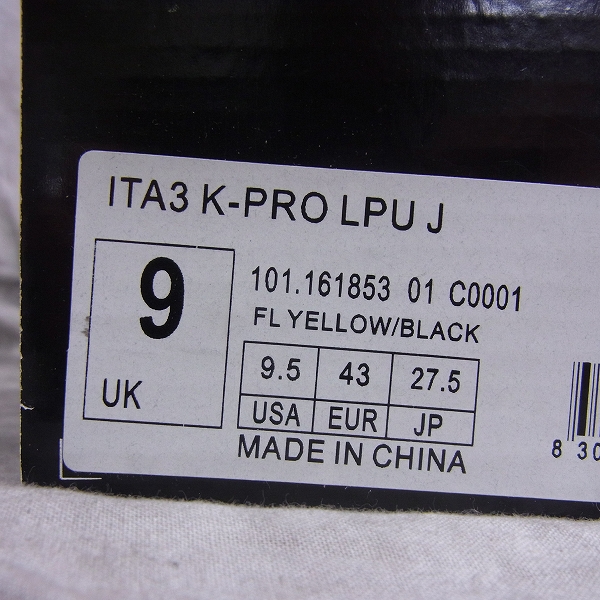 ITA3 K-PRO LPU J
9
UK
101.161853 01 C0001
FL YELLOW/BLACK
9.5 43 27.5
USA EUR JP
MADE IN CHINA
8 30